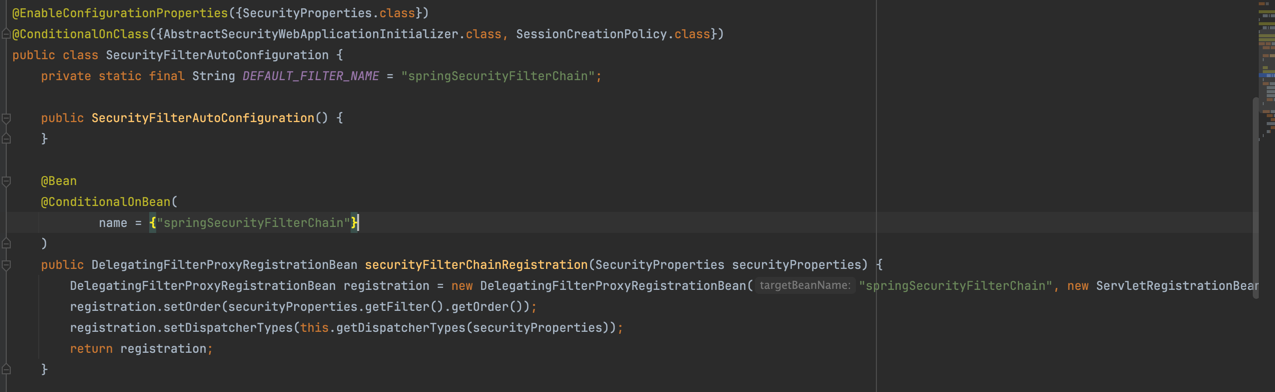 @EnableConfigurationProperties({SecurityProperties.class})
@ConditionalOnClass({AbstractSecurityWebApplicationInitializer.class, SessionCreationPolicy.class})
public class SecurityFilterAutoConfiguration {
    private static final String DEFAULT_FILTER_NAME = "springSecurityFilterChain";
    public SecurityFilterAutoConfiguration() {
    }
    @Bean
    @ConditionalOnBean(
            name = {"springSecurityFilterChain"}
    )
    public DelegatingFilterProxyRegistrationBean securityFilterChainRegistration(SecurityProperties securityProperties) {
        DelegatingFilterProxyRegistrationBean registration = new DelegatingFilterProxyRegistrationBean( targetBeanName: "springSecurityFilterChain", new ServletRegistrationBean
        registration.setOrder(securityProperties.getFilter().getOrder());
        registration.setDispatcherTypes(this.getDispatcherTypes(securityProperties));
        return registration;
    }